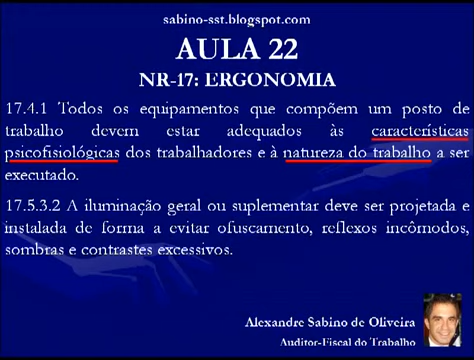 sabino-sst.blogspot.com
AULA 22
NR-17: ERGONOMIA
17.4.1 Todos os equipamentos que compõem um posto de
trabalho devem estar adequados às características
psicofisiológicas dos trabalhadores e à natureza do trabalho a ser
executado.
17.5.3.2 A iluminação geral ou suplementar deve ser projetada e
instalada de forma a evitar ofuscamento, reflexos incômodos,
sombras e contrastes excessivos.
Alexandre Sabino de Oliveira
Auditor-Fiscal do Trabalho